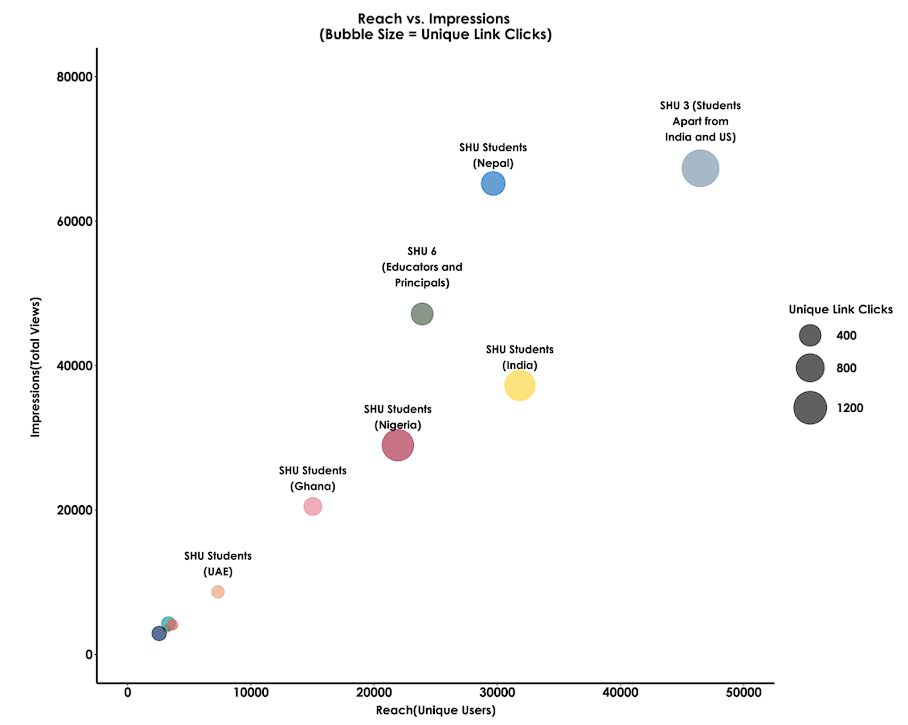 Reach vs. Impressions
(Bubble Size = Unique Link Clicks)
80000
60000
40000
20000
0
Impressions(Total Views)
SHU 3 (Students
Apart from
India and US)
SHU Students
(Nepal)
SHU 6
(Educators and
Principals)
SHU Students
(India)
SHU Students
(Nigeria)
SHU Students
(Ghana)
SHU Students
(UAE)
Unique Link Clicks
400
800
1200
0
10000
20000
30000
40000
50000
Reach(Unique Users)